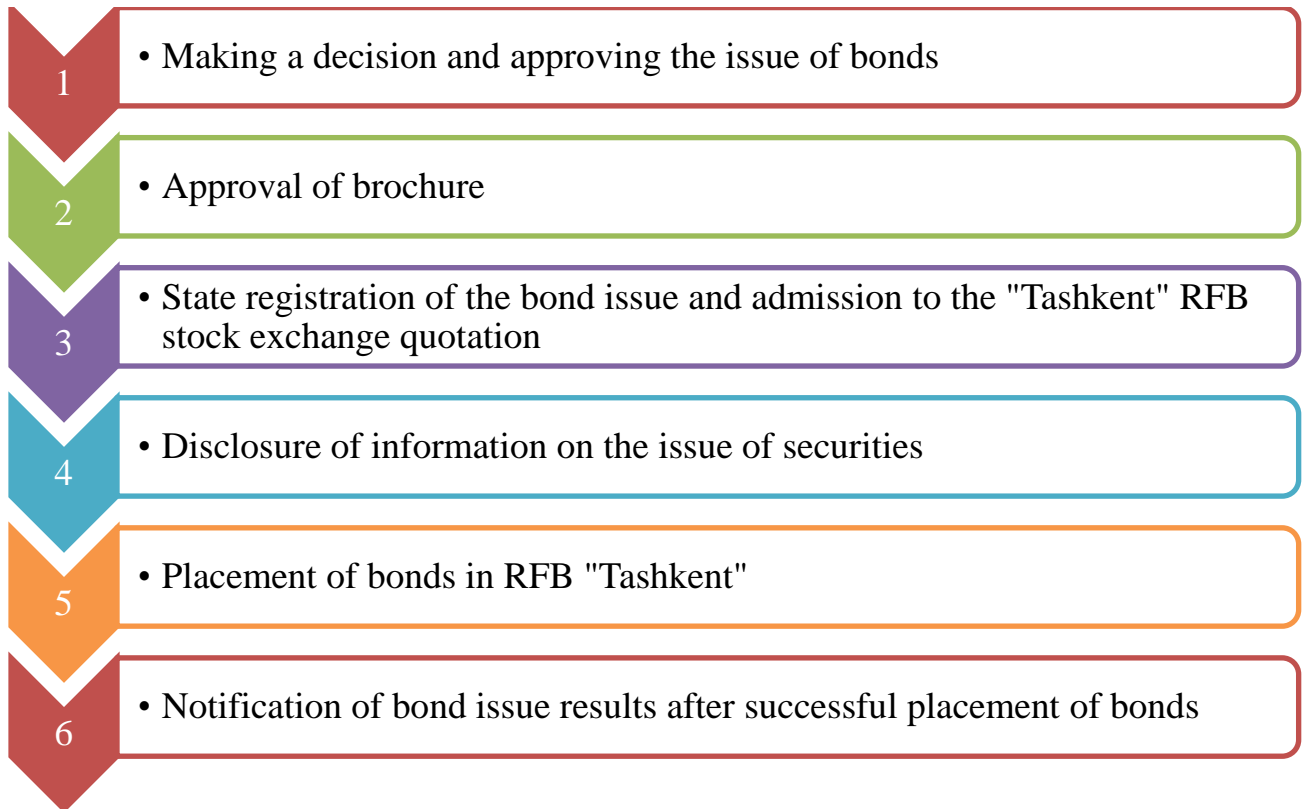 1
• Making a decision and approving the issue of bonds
2
• Approval of brochure
3
• State registration of the bond issue and admission to the "Tashkent" RFB
stock exchange quotation
4
• Disclosure of information on the issue of securities
5
• Placement of bonds in RFB "Tashkent"
6
• Notification of bond issue results after successful placement of bonds